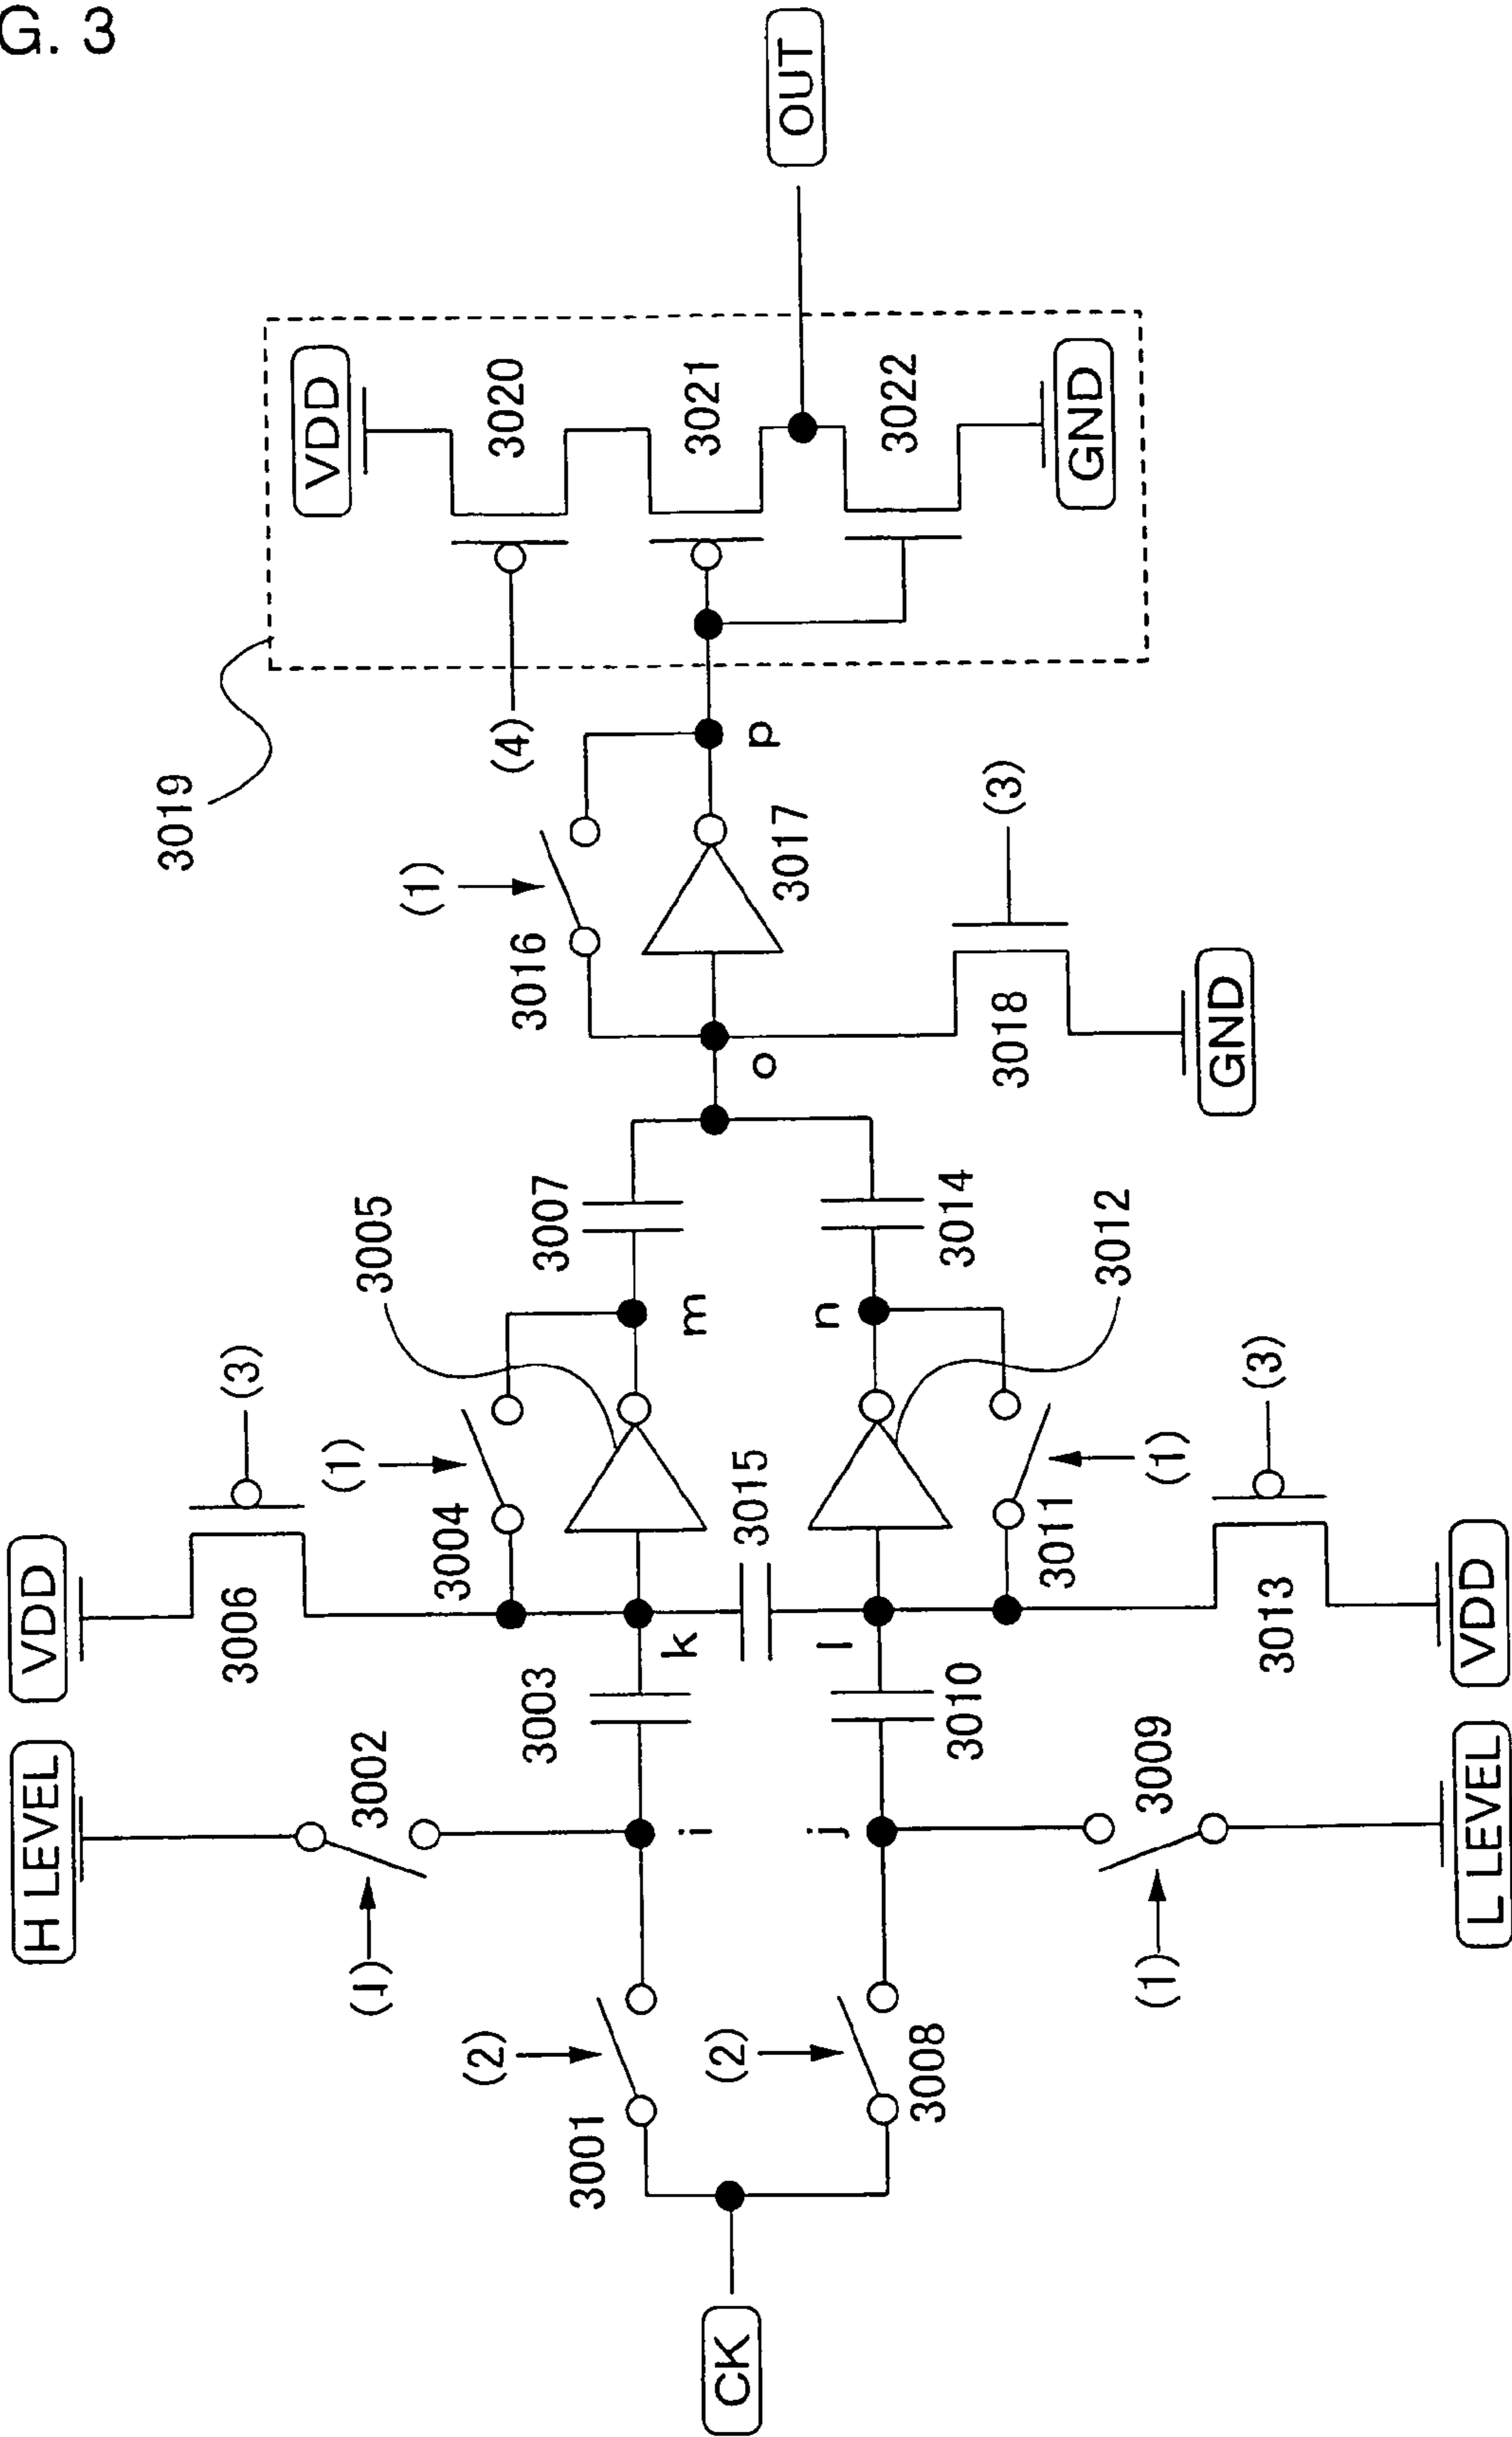 G. 3
3019
VDD
3020
(4)
3021
3022
GND
OUT
(1)
3016
3017
p
o
(3)
3018
GND
3005
3007
3014
3012
m
n
VDD
(3)
3006
(1)
3004
3015
k
l
3011
(1)
(3)
3013
VDD
H LEVEL
3002
(1)
3003
i
j
3010
3009
(1)
L LEVEL
(2)
3001
(2)
3008
CK